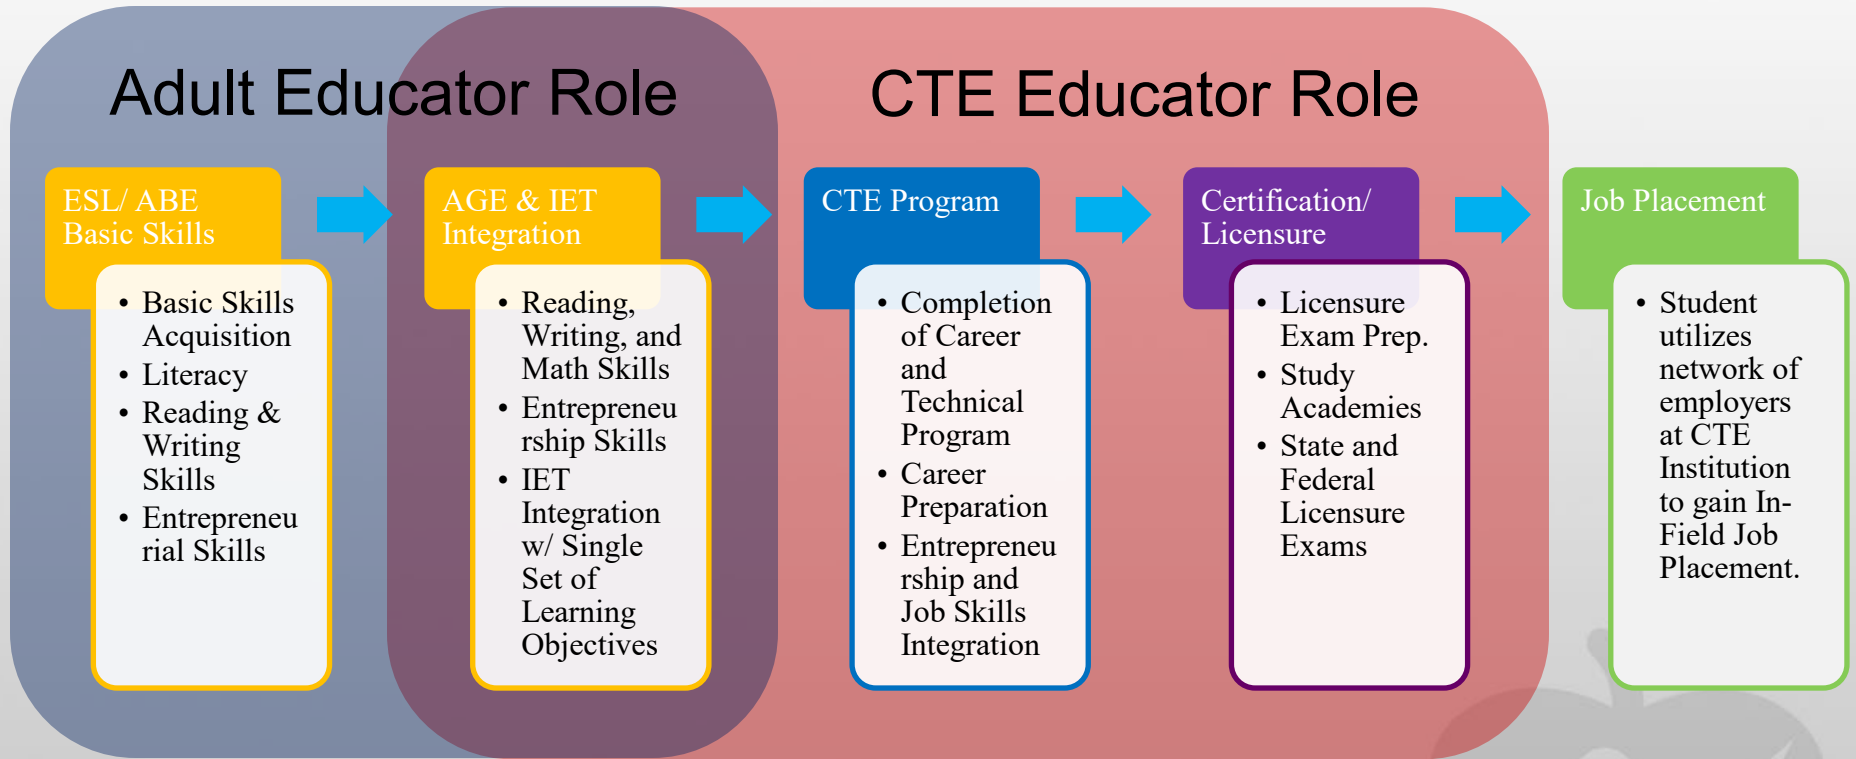 Adult Educator Role
CTE Educator Role
ESL/ ABE
Basic Skills
• Basic Skills
Acquisition
• Literacy
• Reading &
Writing
Skills
• Entrepreneu
rial Skills
AGE & IET
Integration
• Reading,
Writing, and
Math Skills
• Entrepreneu
rship Skills
• IET
Integration
w/ Single
Set of
Learning
Objectives
CTE Program
• Completion
of Career
and
Technical
Program
• Career
Preparation
• Entrepreneu
rship and
Job Skills
Integration
Certification/
Licensure
• Licensure
Exam Prep.
• Study
Academies
• State and
Federal
Licensure
Exams
Job Placement
• Student
utilizes
network of
employers
at CTE
Institution
to gain In-
Field Job
Placement.